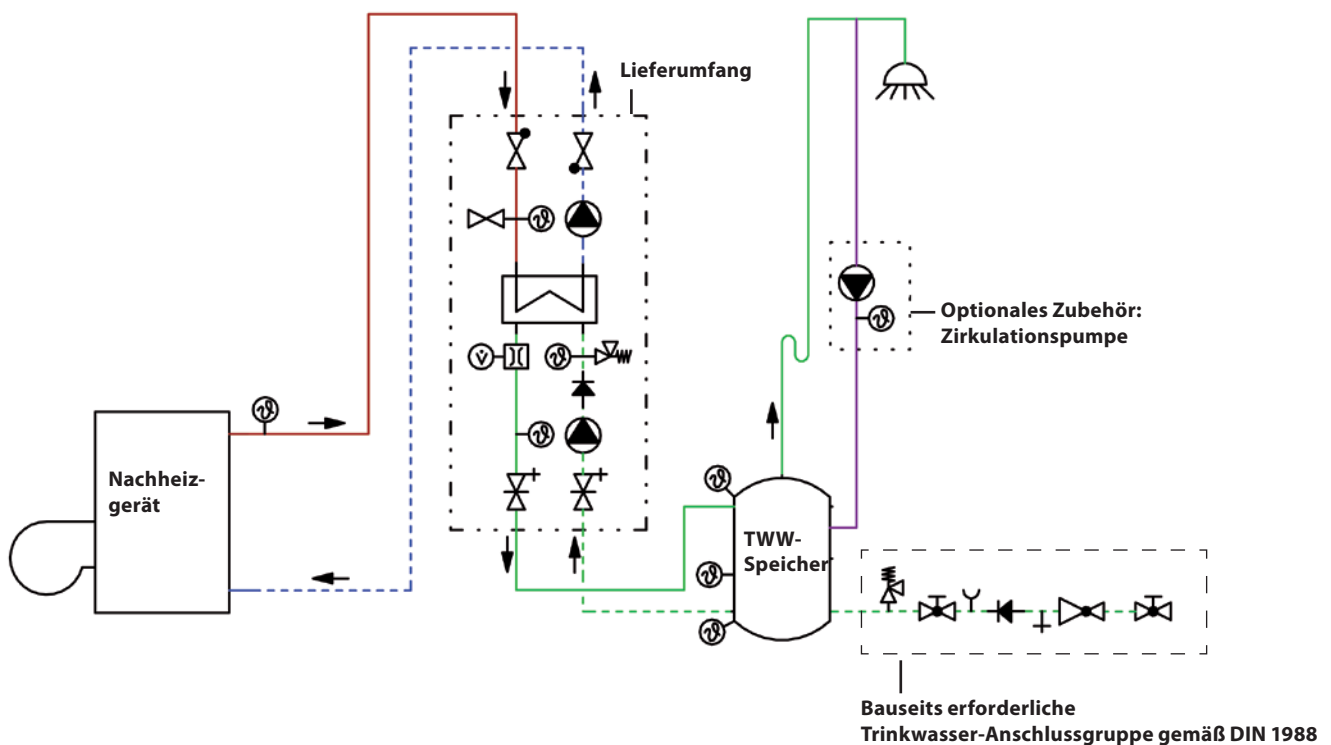 Lieferumfang
Optionales Zubehör:
Zirkulationspumpe
Nachheiz-
gerät
TWW-
Speicher
Bauseits erforderliche
Trinkwasser-Anschlussgruppe gemäß DIN 1988
ϑ
ϑ
V̇
ϑ
ϑ
ϑ
ϑ
ϑ
ϑ